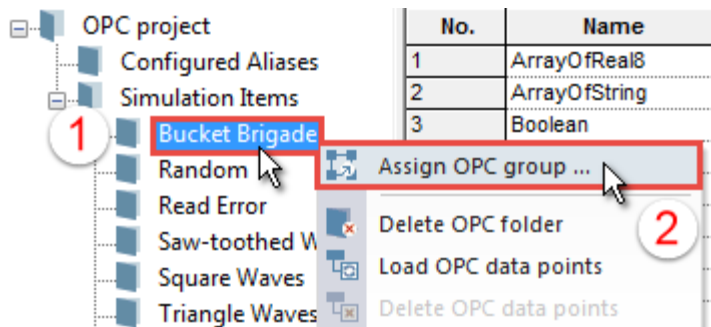 OPC project
Configured Aliases
Simulation Items
Bucket Brigade
Random
Read Error
Saw-toothed W
Square Waves
Triangle Waves
1
No. Name
1 ArrayOfReal8
2 ArrayOfString
3 Boolean
Assign OPC group ...
Delete OPC folder
Load OPC data points
Delete OPC data points
2